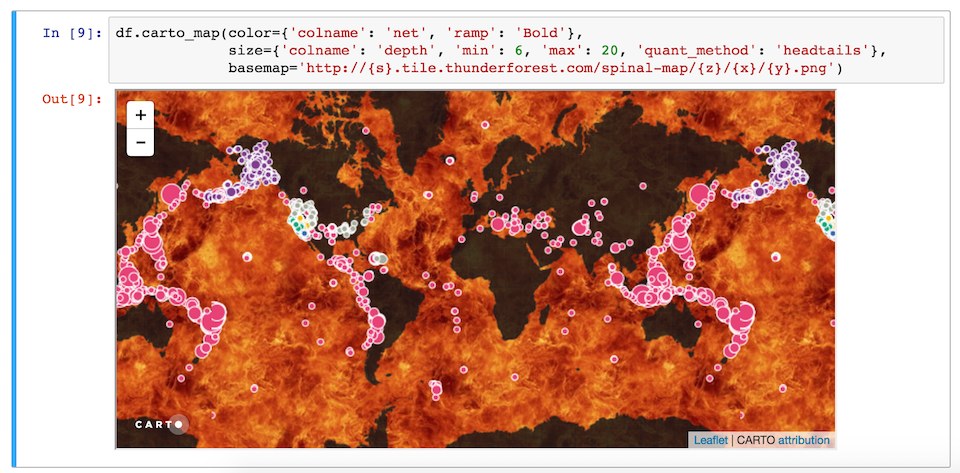 In [9]: df.carto_map(color={'colname': 'net', 'ramp': 'Bold'},
size={'colname': 'depth', 'min': 6, 'max': 20, 'quant_method': 'headtails'},
basemap='http://{s}.tile.thunderforest.com/spinal-map/{z}/{x}/{y}.png')
Out[9]:
+
−
CARTO
Leaflet | CARTO attribution